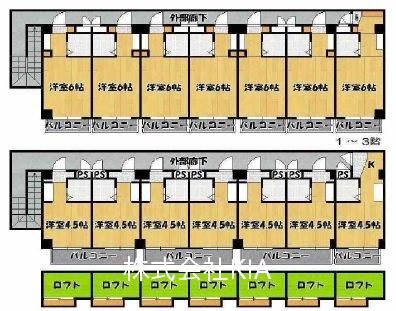 外部廊下
洋室6帖 洋室6帖 洋室6帖 洋室6帖 洋室6帖 洋室6帖 洋室6帖
バルコニー バルコニー バルコニー バルコニー バルコニー バルコニー バルコニー
1～3階
外部廊下
K
PS PS PS PS PS PS PS
洋室4.5帖 洋室4.5帖 洋室4.5帖 洋室4.5帖 洋室4.5帖 洋室4.5帖 洋室4.5帖
バルコニー バルコニー バルコニー バルコニー
株式会社KIA
ロフト ロフト ロフト ロフト ロフト ロフト ロフト